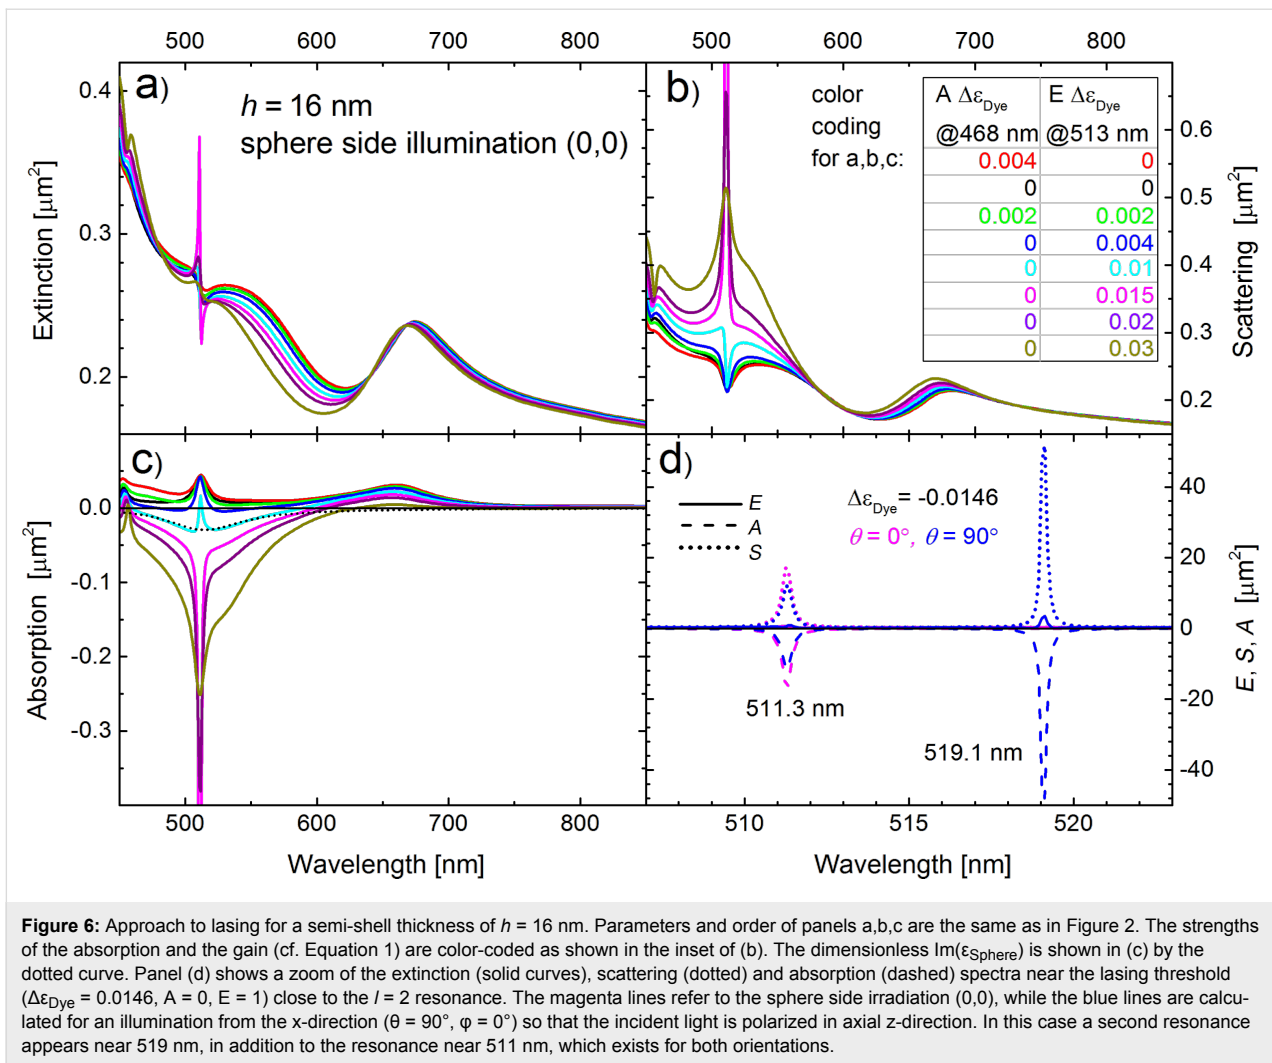 500 600 700 800 500 600 700 800
a)
h = 16 nm
sphere side illumination (0,0)
0.4
0.3
0.2
Extinction [μm²]
b)
color
coding
for a,b,c:
A Δε_Dye E Δε_Dye
@468 nm @513 nm
0.004 0
0 0
0.002 0.002
0 0.004
0 0.01
0 0.015
0 0.02
0 0.03
0.6
0.5
0.4
0.3
0.2
Scattering [μm²]
c)
0.0
-0.1
-0.2
-0.3
Absorption [μm²]
500 600 700 800
Wavelength [nm]
d)
E
A
S
Δε_Dye = -0.0146
θ = 0°, θ = 90°
511.3 nm
519.1 nm
40
20
0
-20
-40
E, S, A [μm²]
510 515 520
Wavelength [nm]
Figure 6: Approach to lasing for a semi-shell thickness of h = 16 nm. Parameters and order of panels a,b,c are the same as in Figure 2. The strengths
of the absorption and the gain (cf. Equation 1) are color-coded as shown in the inset of (b). The dimensionless Im(ε_Sphere) is shown in (c) by the
dotted curve. Panel (d) shows a zoom of the extinction (solid curves), scattering (dotted) and absorption (dashed) spectra near the lasing threshold
(Δε_Dye = 0.0146, A = 0, E = 1) close to the l = 2 resonance. The magenta lines refer to the sphere side irradiation (0,0), while the blue lines are calcu-
lated for an illumination from the x-direction (θ = 90°, φ = 0°) so that the incident light is polarized in axial z-direction. In this case a second resonance
appears near 519 nm, in addition to the resonance near 511 nm, which exists for both orientations.